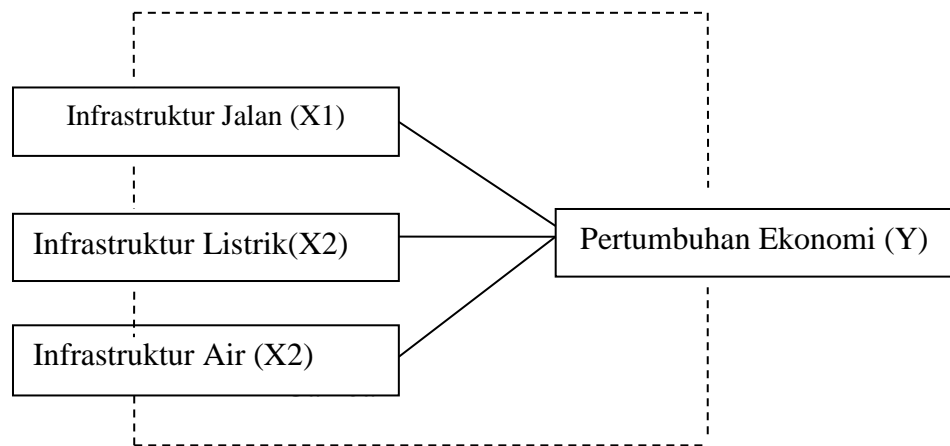 Infrastruktur Jalan (X1)
Infrastruktur Listrik(X2)
Pertumbuhan Ekonomi (Y)
Infrastruktur Air (X2)